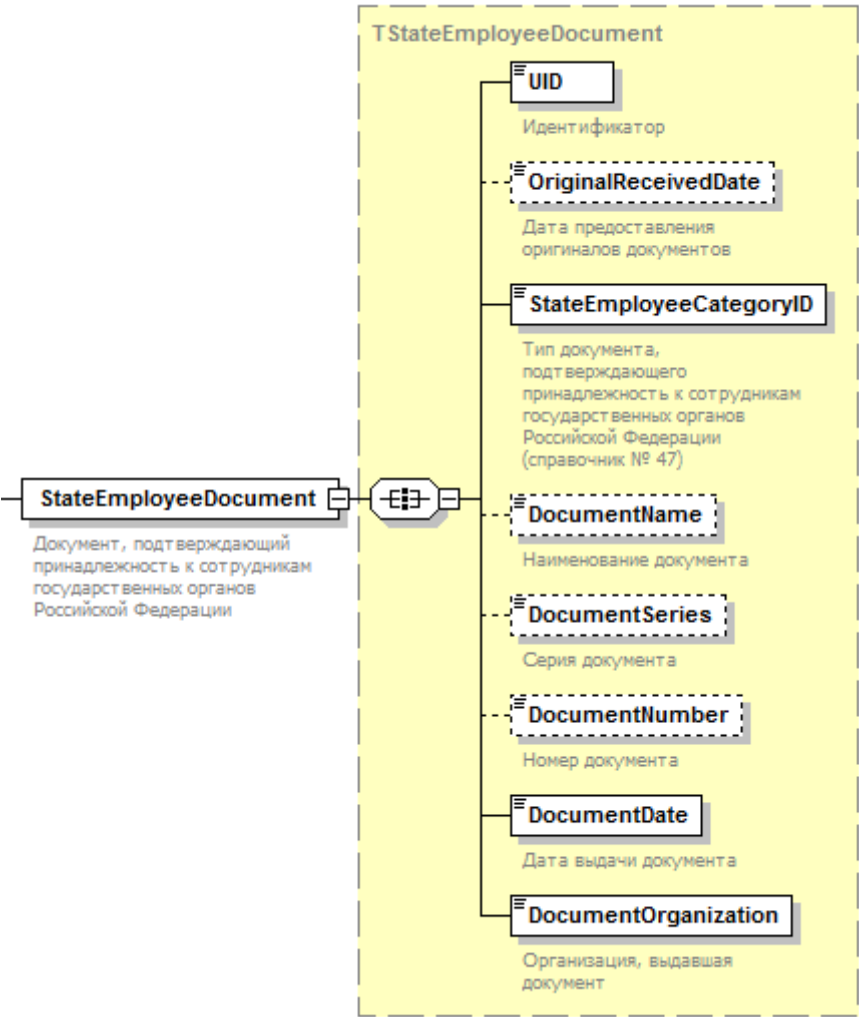 TStateEmployeeDocument
UID
Идентификатор
OriginalReceivedDate
Дата предоставления
оригиналов документов
StateEmployeeCategoryID
Тип документа,
подтверждающего
принадлежность к сотрудникам
государственных органов
Российской Федерации
(справочник № 47)
StateEmployeeDocument
Документ, подтверждающий
принадлежность к сотрудникам
государственных органов
Российской Федерации
DocumentName
Наименование документа
DocumentSeries
Серия документа
DocumentNumber
Номер документа
DocumentDate
Дата выдачи документа
DocumentOrganization
Организация, выдавшая
документ